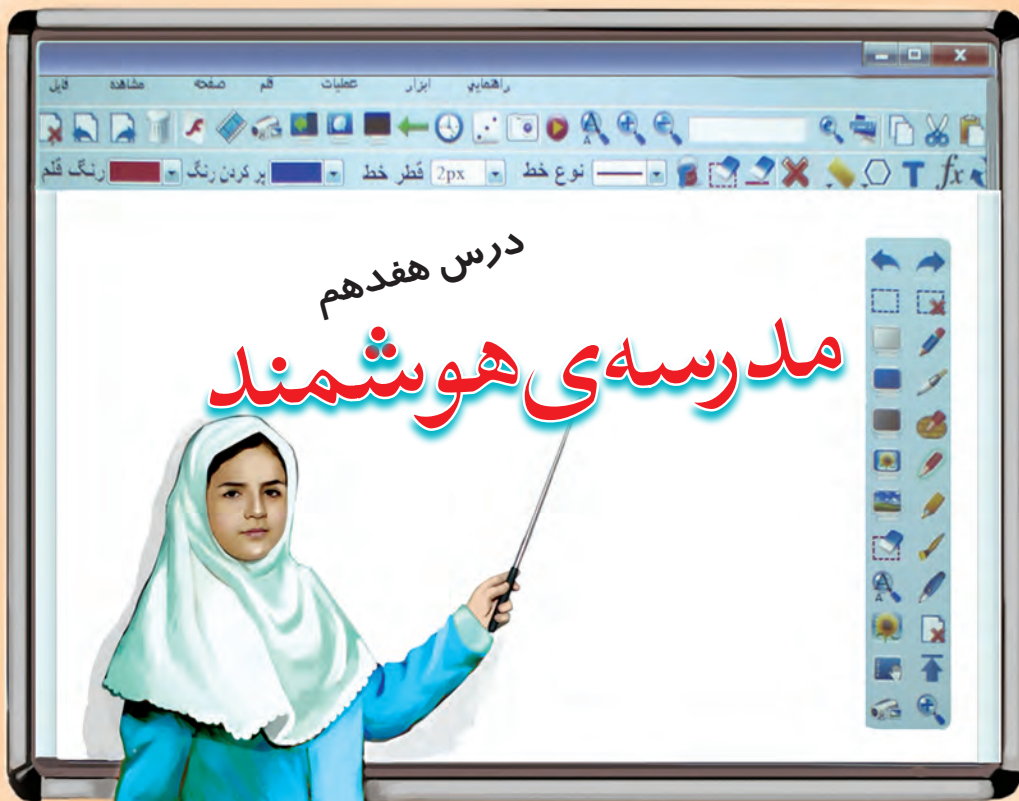 راهنمایی ابزار عملیات قلم صفحه مشاهده فایل
رنگ قلم پر کردن رنگ قطر خط 2px نوع خط T fx
درس هفدهم
مدرسه‌ی هوشمند